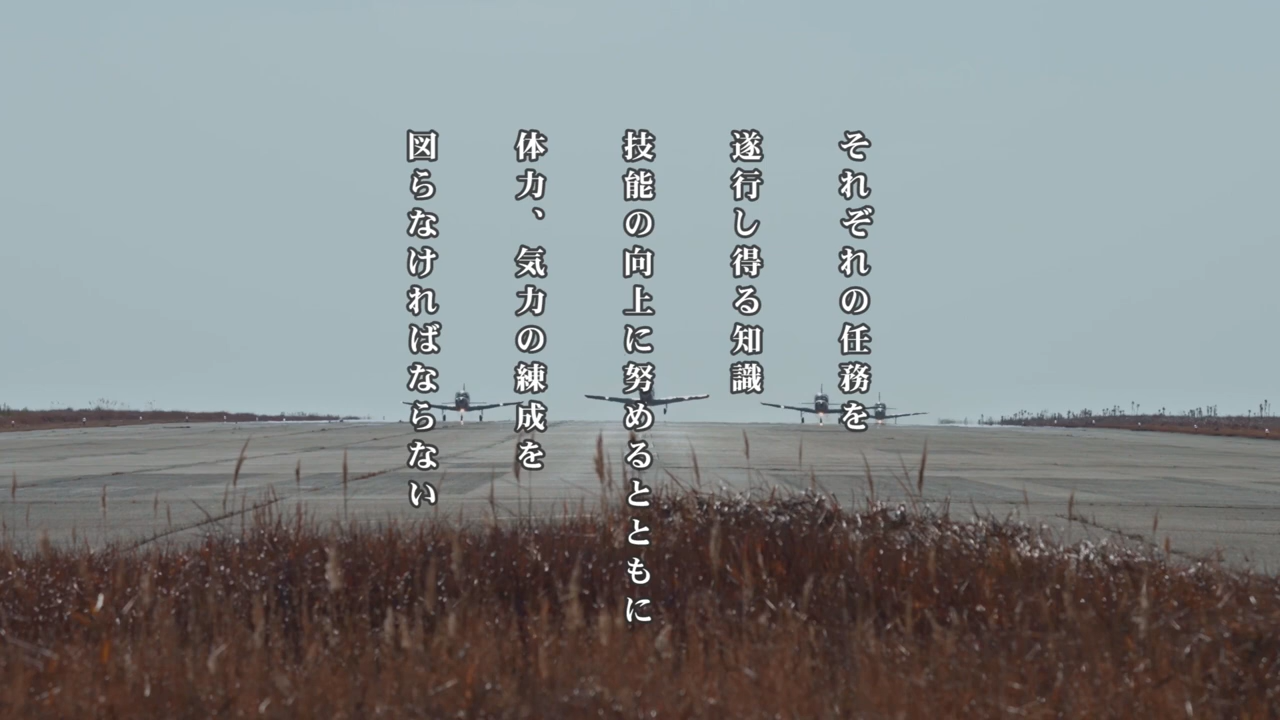 それぞれの任務を
遂行し得る知識
技能の向上に努めるとともに
体力、気力の練成を
図らなければならない